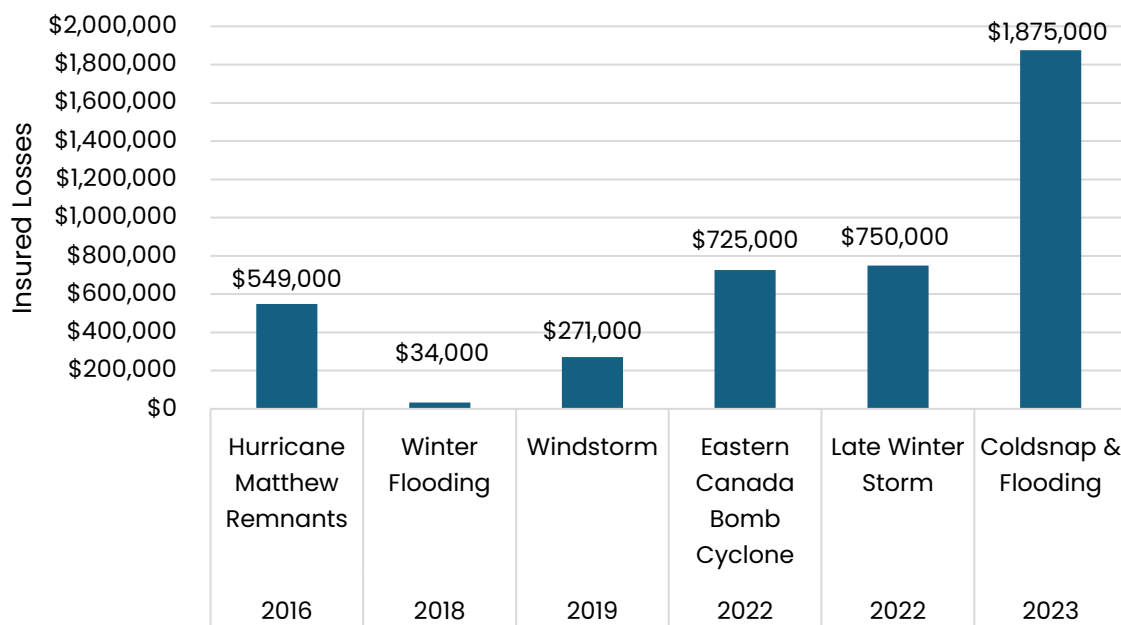 Insured Losses
$2,000,000
$1,800,000
$1,600,000
$1,400,000
$1,200,000
$1,000,000
$800,000
$600,000
$400,000
$200,000
$0
$549,000
$34,000
$271,000
$725,000
$750,000
$1,875,000
Hurricane
Matthew
Remnants
2016
Winter
Flooding
2018
Windstorm
2019
Eastern
Canada
Bomb
Cyclone
2022
Late Winter
Storm
2022
Coldsnap &
Flooding
2023